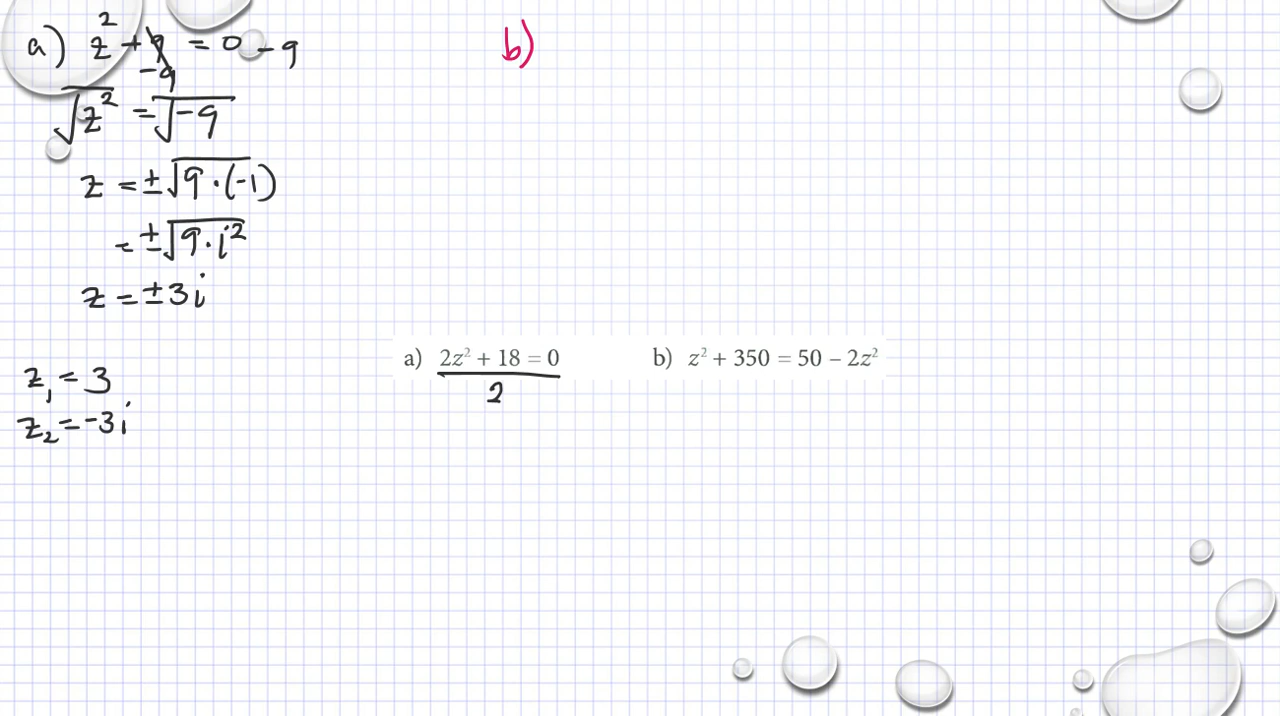 a) z² + 9 = 0 - 9
-9
√z² = √-9
z = ±√9 · (-1)
= ±√9 · i²
z = ±3i
z₁ = 3
z₂ = -3i
b)
a) 2z² + 18 = 0
2
b) z² + 350 = 50 – 2z²